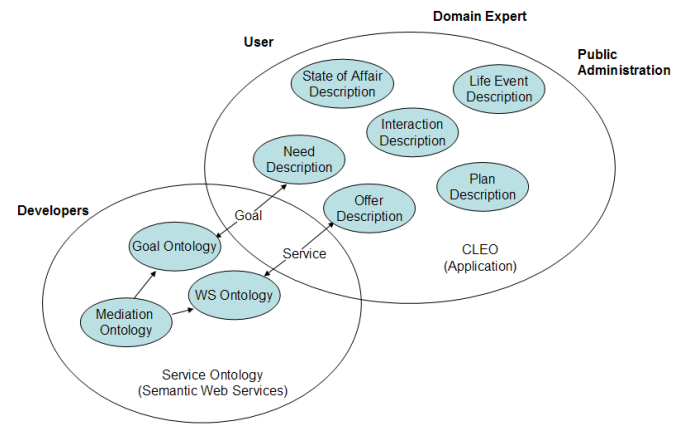 Domain Expert
User
Public
Administration
State of Affair
Description
Life Event
Description
Interaction
Description
Need
Description
Plan
Description
Offer
Description
Developers
Goal
Goal Ontology
Service
CLEO
(Application)
WS Ontology
Mediation
Ontology
Service Ontology
(Semantic Web Services)